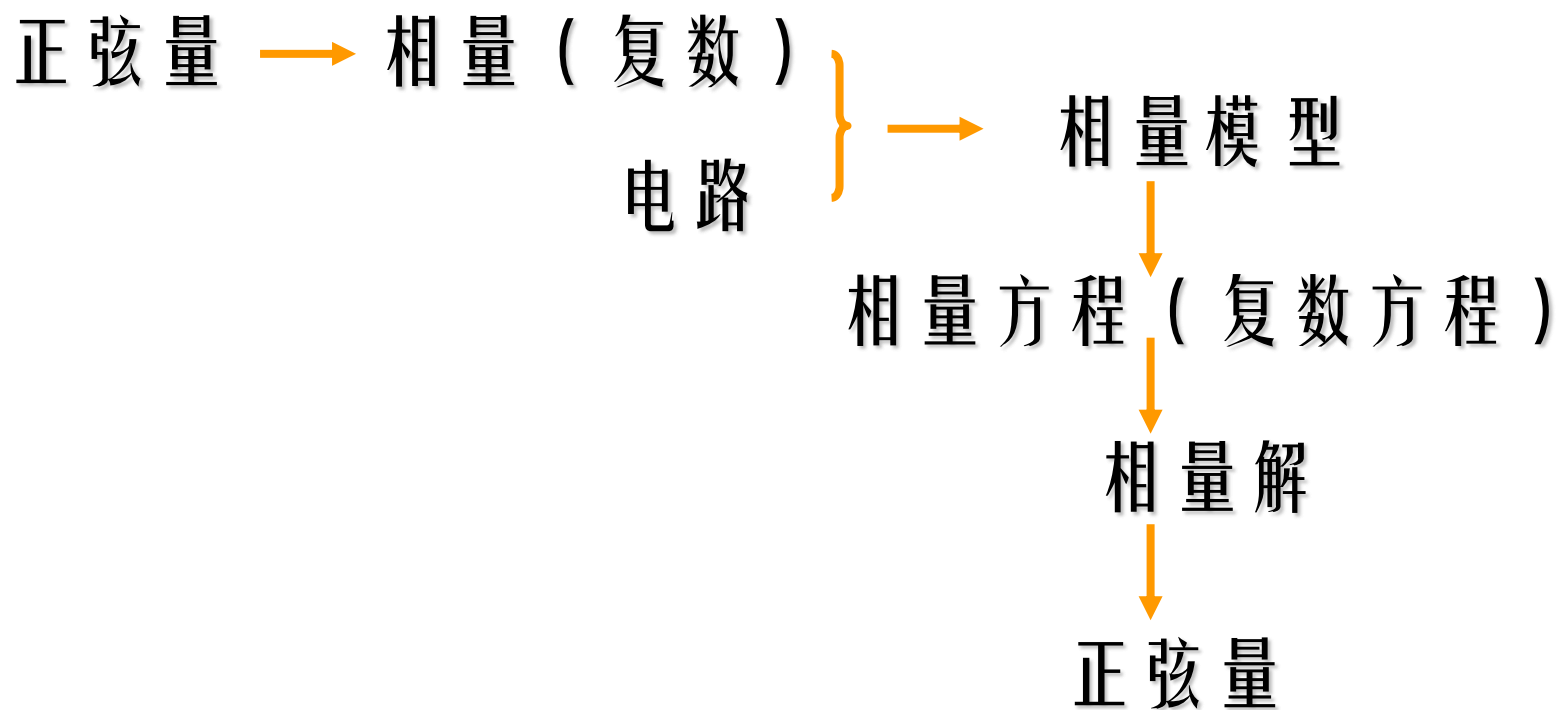 正弦量 相量(复数)
电路
相量模型
相量方程(复数方程)
相量解
正弦量